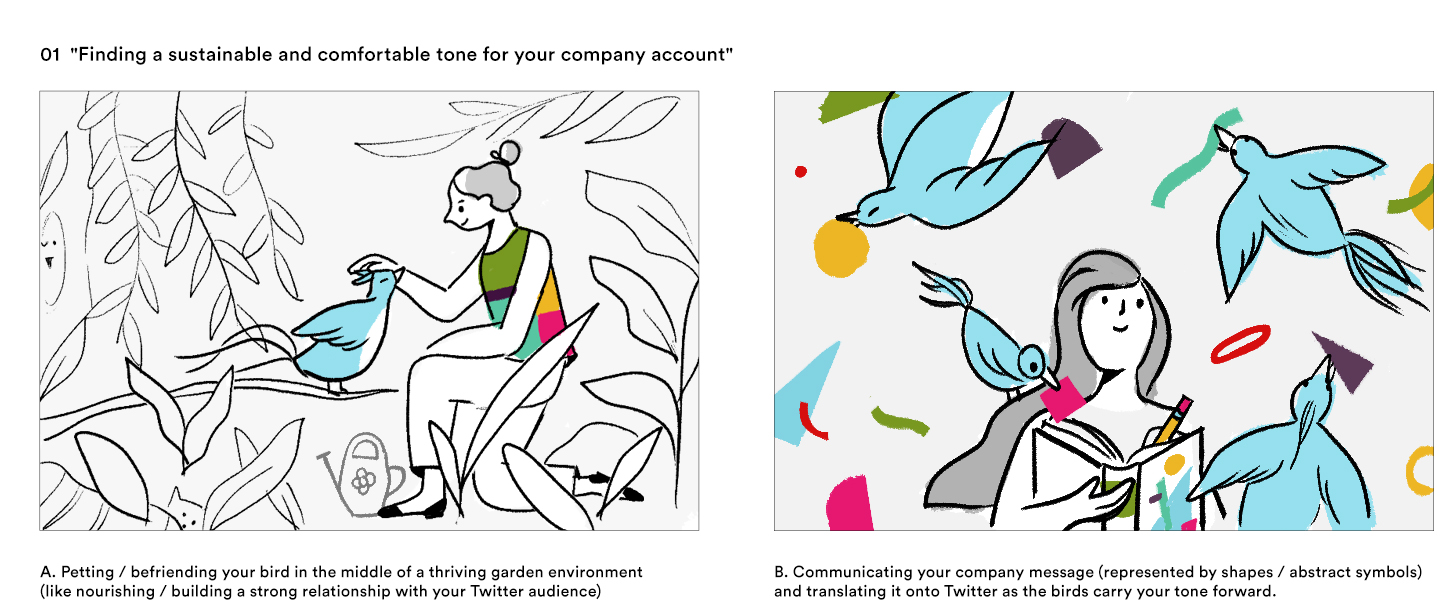 01 "Finding a sustainable and comfortable tone for your company account"
A. Petting / befriending your bird in the middle of a thriving garden environment
(like nourishing / building a strong relationship with your Twitter audience)
B. Communicating your company message (represented by shapes / abstract symbols)
and translating it onto Twitter as the birds carry your tone forward.